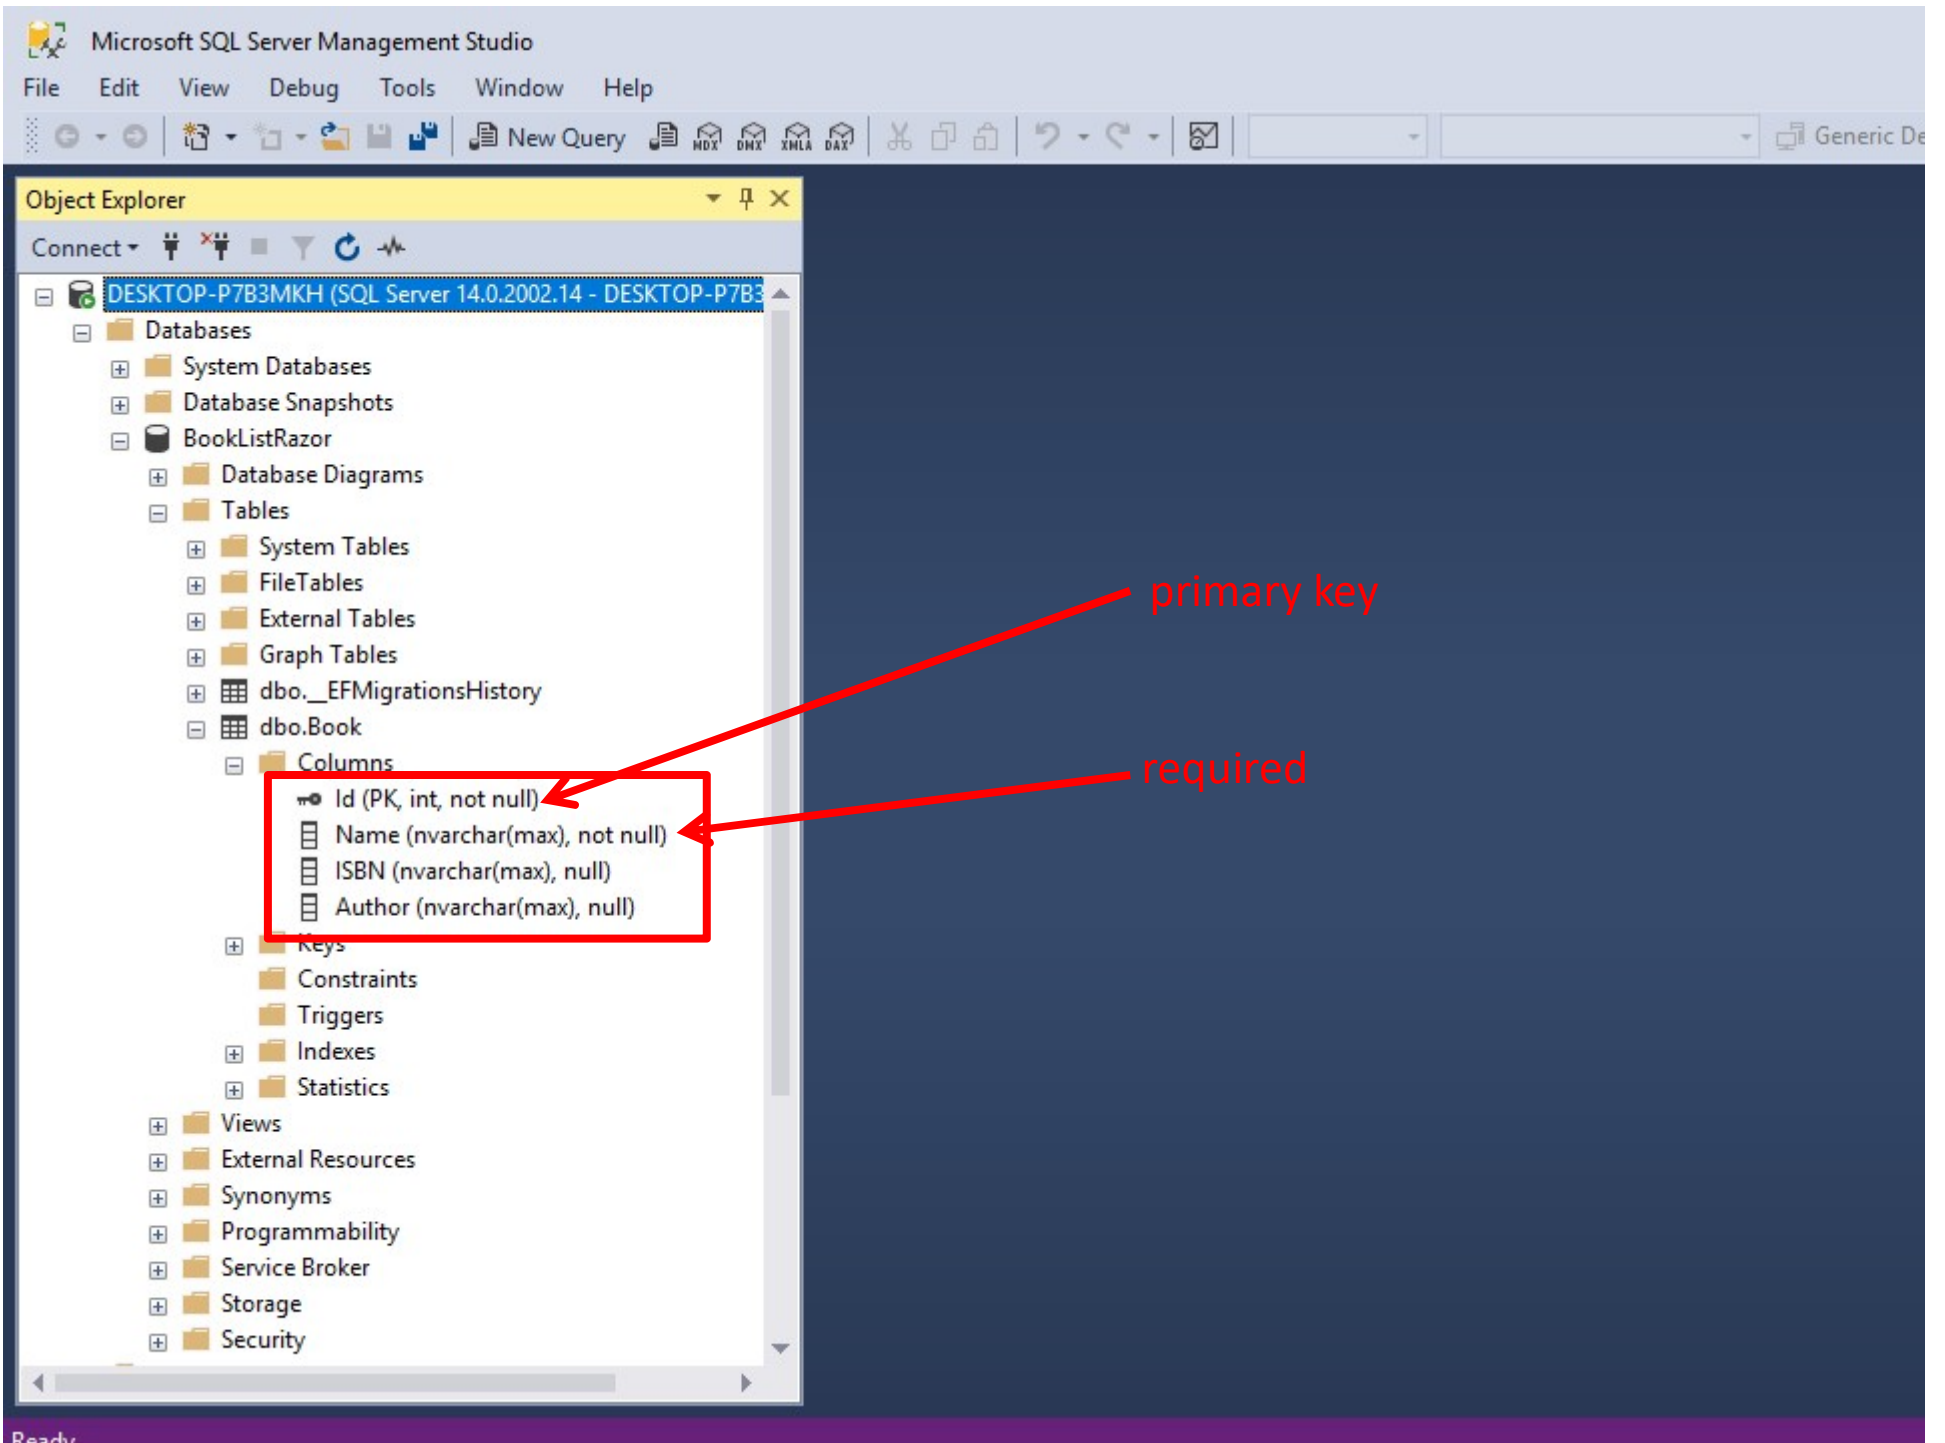 Microsoft SQL Server Management Studio
File Edit View Debug Tools Window Help
New Query MDX DMX XMLA DAX Generic De
Object Explorer
Connect
DESKTOP-P7B3MKH (SQL Server 14.0.2002.14 - DESKTOP-P7B3
Databases
System Databases
Database Snapshots
BookListRazor
Database Diagrams
Tables
System Tables
FileTables
External Tables
Graph Tables
dbo.__EFMigrationsHistory
dbo.Book
Columns
Id (PK, int, not null)
Name (nvarchar(max), not null)
ISBN (nvarchar(max), null)
Author (nvarchar(max), null)
Keys
Constraints
Triggers
Indexes
Statistics
Views
External Resources
Synonyms
Programmability
Service Broker
Storage
Security
primary key
required
Ready